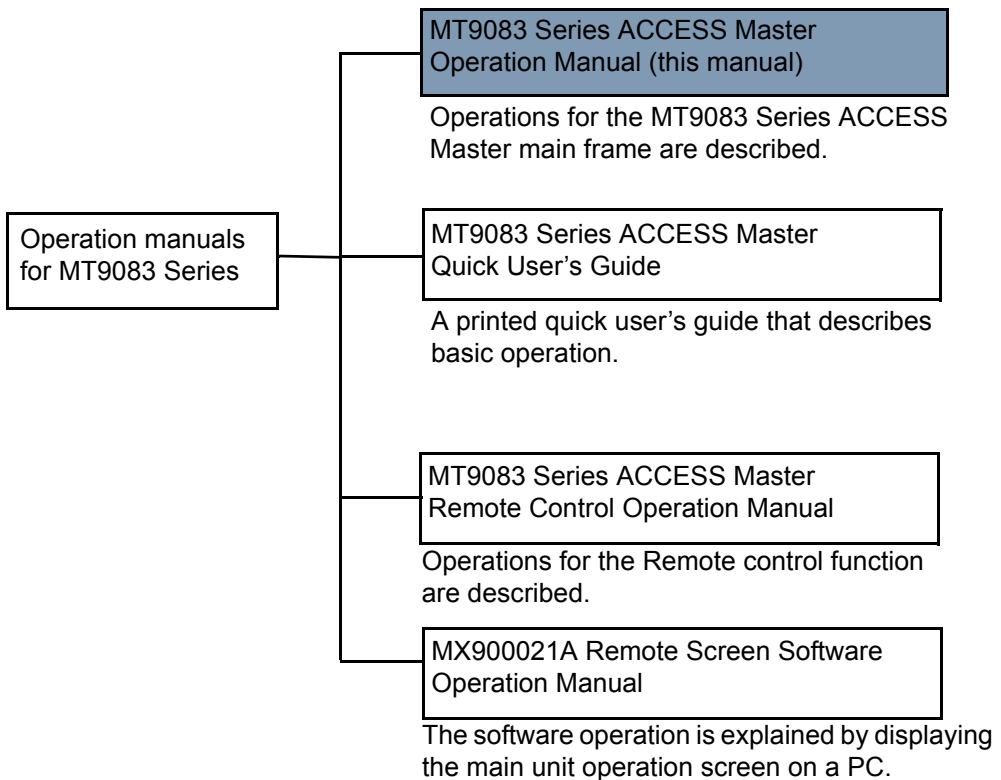 MT9083 Series ACCESS Master
Operation Manual (this manual)
Operations for the MT9083 Series ACCESS
Master main frame are described.
Operation manuals
for MT9083 Series
MT9083 Series ACCESS Master
Quick User’s Guide
A printed quick user’s guide that describes
basic operation.
MT9083 Series ACCESS Master
Remote Control Operation Manual
Operations for the Remote control function
are described.
MX900021A Remote Screen Software
Operation Manual
The software operation is explained by displaying
the main unit operation screen on a PC.